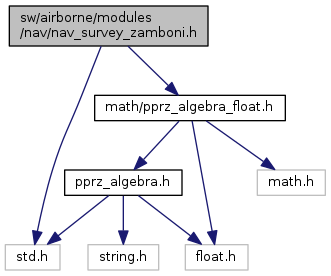 sw/airborne/modules
/nav/nav_survey_zamboni.h
math/pprz_algebra_float.h
pprz_algebra.h
math.h
std.h
string.h
float.h